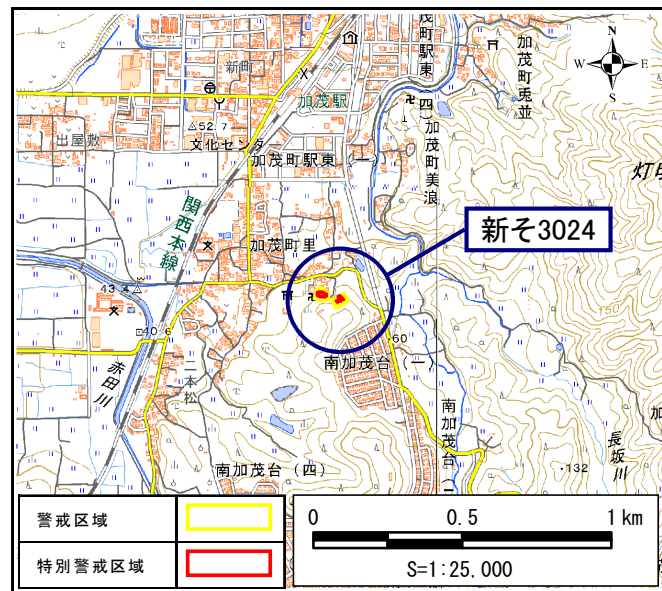 加茂町駅東
加茂町兎並
N
W
E
S
新町
加茂駅
52.7
出屋敷
文化センター
加茂町駅東(一)
(四)
加茂町美浪
150
関西本線
加茂町里
新そ3024
43.4
40.6
赤田川
二本松
60
南加茂台(一)
南加茂台(四)
南加茂台
長坂川
132
警戒区域
特別警戒区域
0 0.5 1km
S=1:25,000